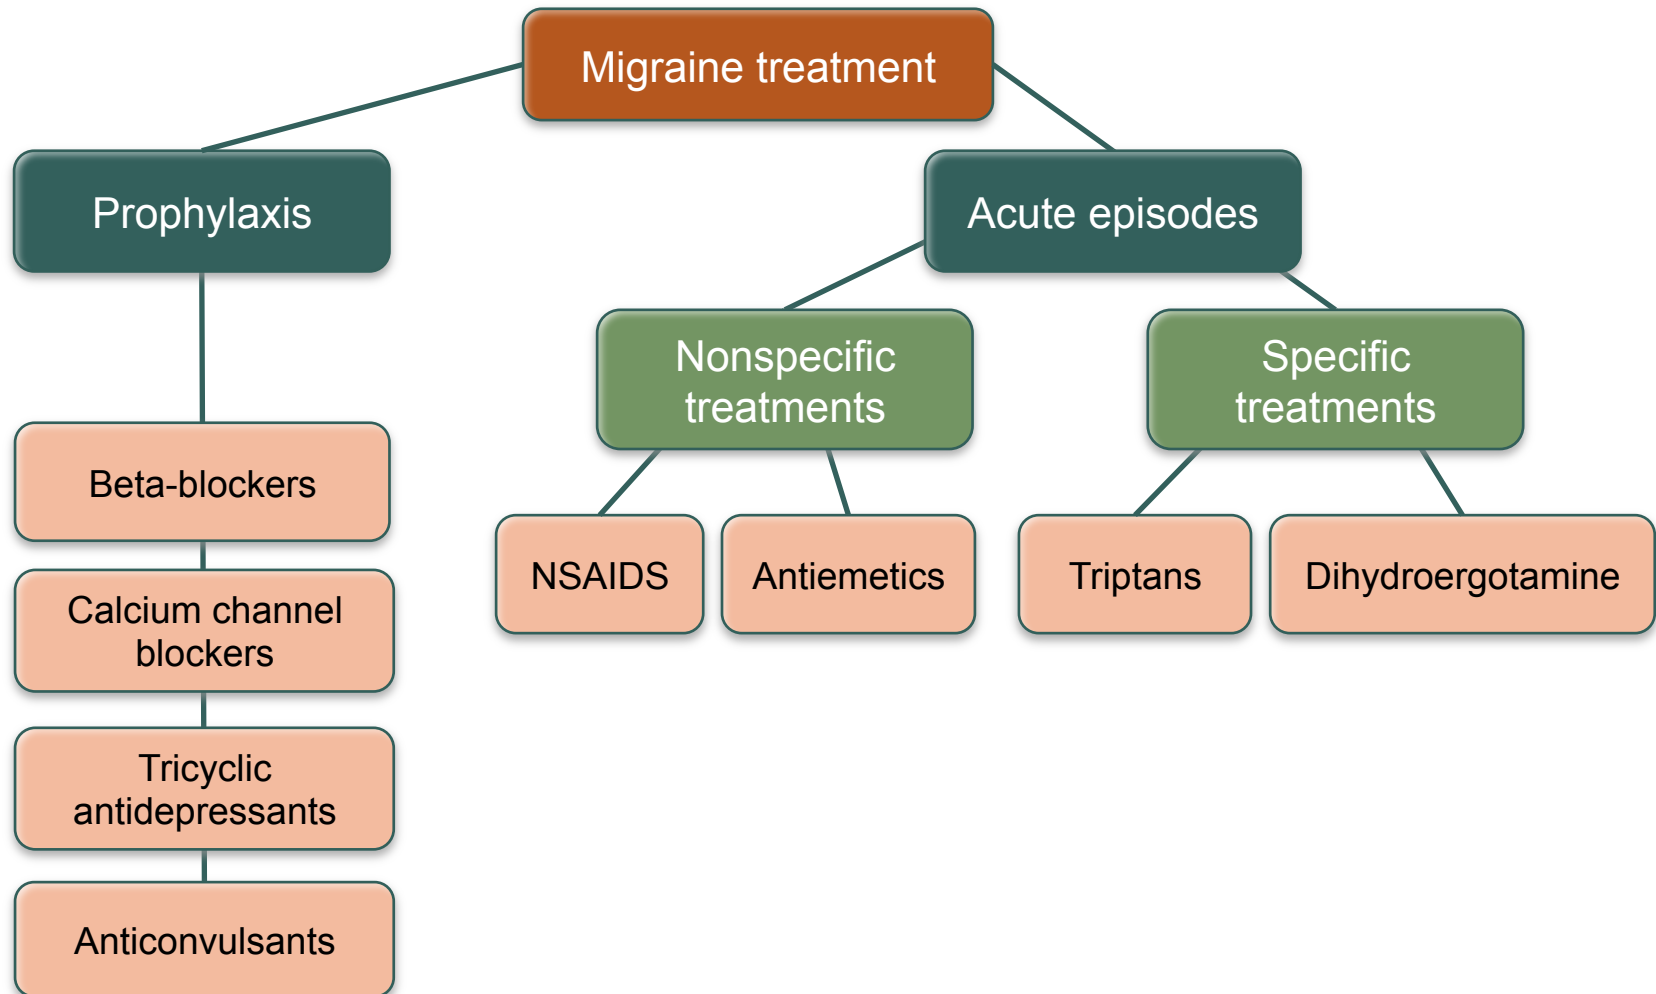 Migraine treatment
Prophylaxis
Acute episodes
Nonspecific
treatments
Specific
treatments
Beta-blockers
NSAIDS
Antiemetics
Triptans
Dihydroergotamine
Calcium channel
blockers
Tricyclic
antidepressants
Anticonvulsants